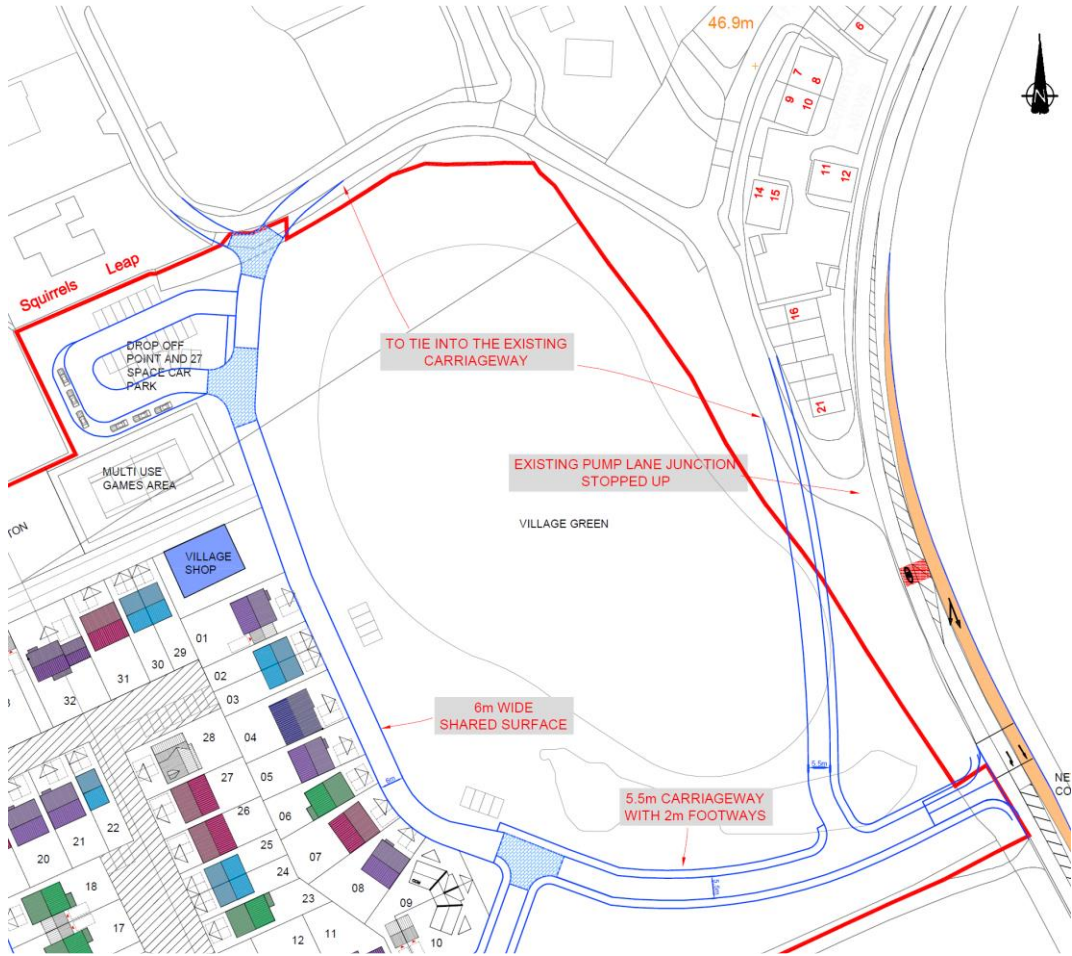 46.9m
6
7
8
9
10
N
11
12
14
15
Squirrels Leap
16
TO TIE INTO THE EXISTING
CARRIAGEWAY
DROP OFF
POINT AND 27
SPACE CAR
PARK
21
EXISTING PUMP LANE JUNCTION
STOPPED UP
MULTI USE
GAMES AREA
VILLAGE GREEN
TON
VILLAGE
SHOP
01
29
30
31
32
02
03
04
28
27
05
26
06
25
07
24
08
23
09
22
21
20
18
17
12
11
10
6m WIDE
SHARED SURFACE
6m
5.5m
5.5m CARRIAGEWAY
WITH 2m FOOTWAYS
5.5m
NE
CO